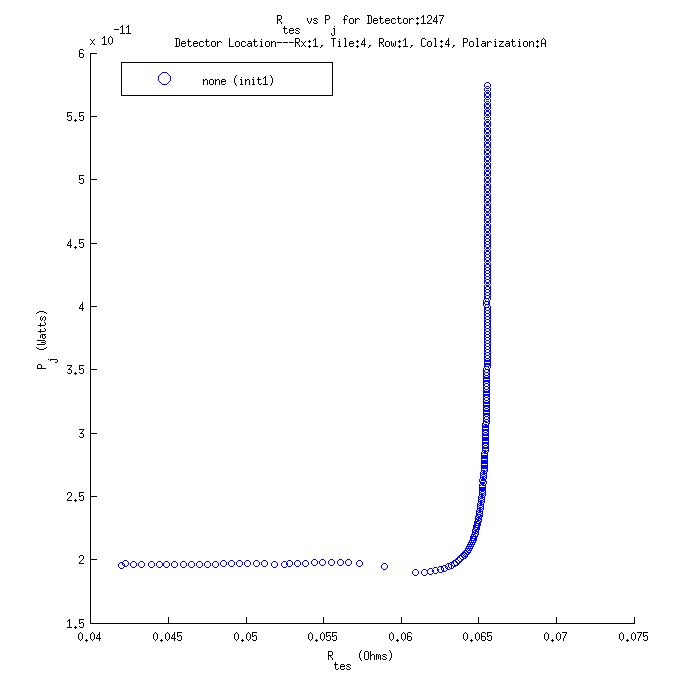 R_tes vs P_j for Detector:1247
Detector Location---Rx:1, Tile:4, Row:1, Col:4, Polarization:A
x 10^-11
none (init1)
6
5.5
5
4.5
4
3.5
3
2.5
2
1.5
P_j (Watts)
0.04 0.045 0.05 0.055 0.06 0.065 0.07 0.075
R_tes (Ohms)